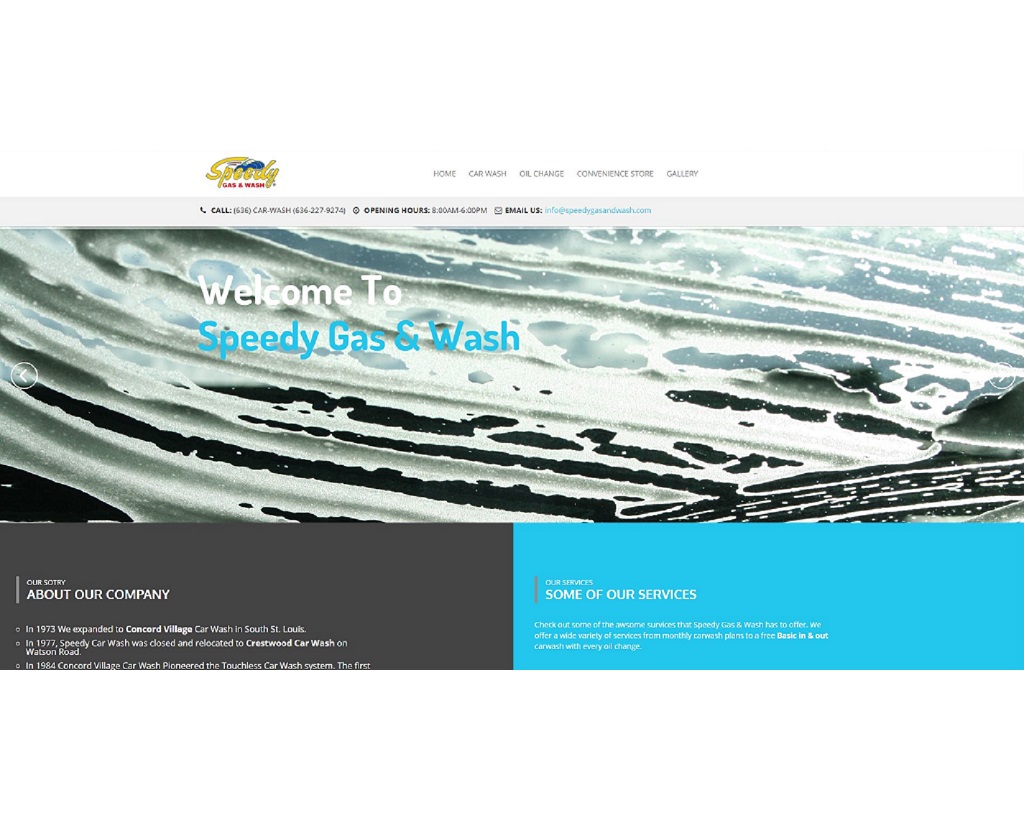 Speedy
GAS & WASH
HOME CAR WASH OIL CHANGE CONVENIENCE STORE GALLERY
CALL: (636) CAR-WASH (636-227-9274) OPENING HOURS: 8:00AM-6:00PM EMAIL US: info@speedygasandwash.com
Welcome To
Speedy Gas & Wash
OUR SOTRY
ABOUT OUR COMPANY
In 1973 We expanded to Concord Village Car Wash in South St. Louis.
In 1977, Speedy Car Wash was closed and relocated to Crestwood Car Wash on
Watson Road.
In 1984 Concord Village Car Wash Pioneered the Touchless Car Wash system. The first
OUR SERVICES
SOME OF OUR SERVICES
Check out some of the awsome survices that Speedy Gas & Wash has to offer. We
offer a wide variety of services from monthly carwash plans to a free Basic in & out
carwash with every oil change.